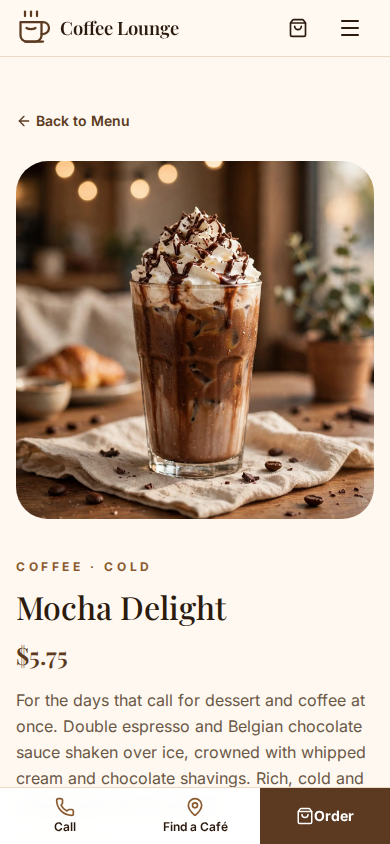 Coffee Lounge
← Back to Menu
COFFEE · COLD
Mocha Delight
$5.75
For the days that call for dessert and coffee at
once. Double espresso and Belgian chocolate
sauce shaken over ice, crowned with whipped
cream and chocolate shavings. Rich, cold and
Call
Find a Café
Order